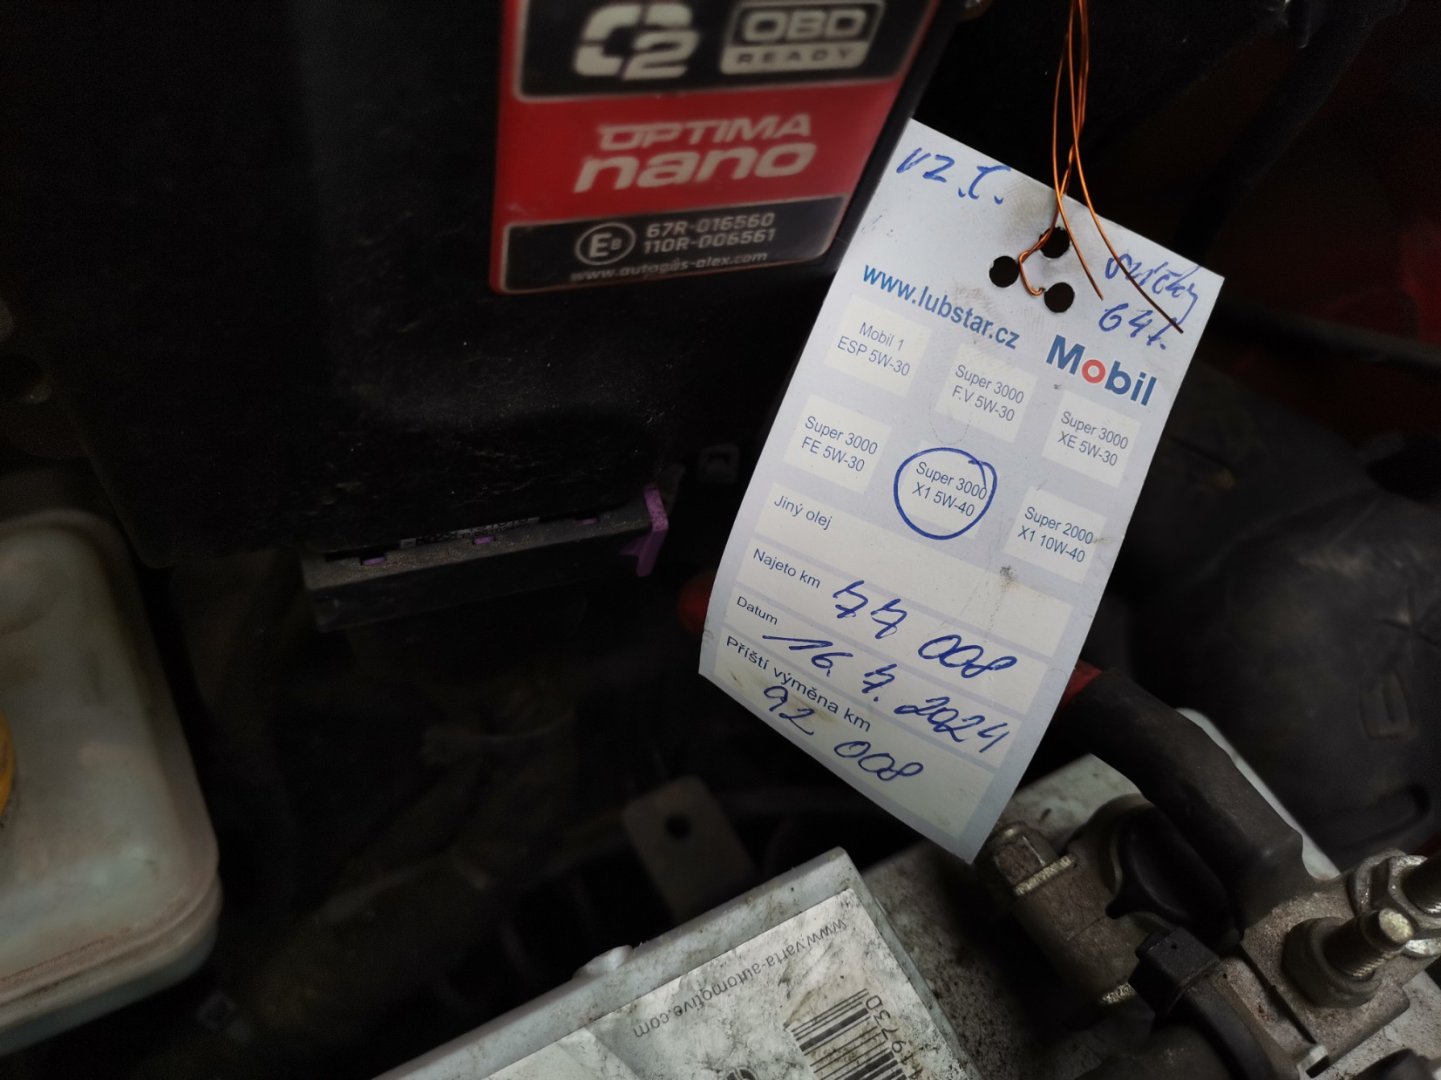 O2 OBD
READY
OPTIMA
nano
E8 67R-016560
110R-006561
www.autogas-alex.com
VZ.F.
svíčky
64t.
www.lubstar.cz
Mobil
Mobil 1
ESP 5W-30
Super 3000
F.V 5W-30
Super 3000
XE 5W-30
Super 3000
FE 5W-30
Super 3000
X1 5W-40
Super 2000
X1 10W-40
Jiný olej
Najeto km 77 008
Datum 16. 7. 2024
Příští výměna km
92 008
www.varta-automotive.com